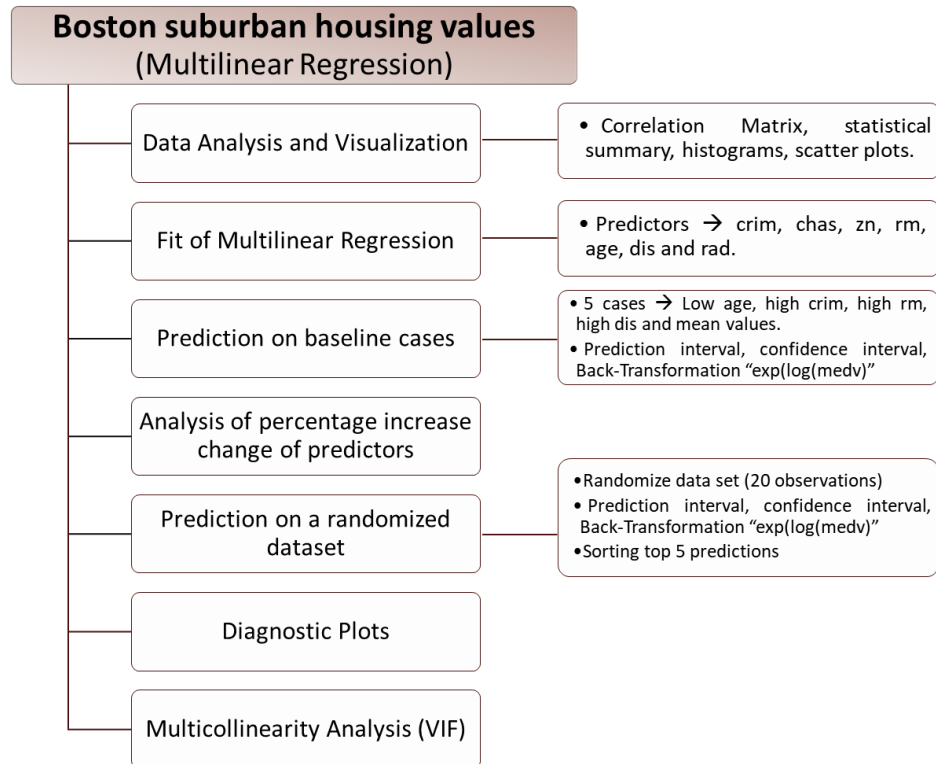 Boston suburban housing values
(Multilinear Regression)
Data Analysis and Visualization
• Correlation Matrix, statistical
summary, histograms, scatter plots.
Fit of Multilinear Regression
• Predictors → crim, chas, zn, rm,
age, dis and rad.
Prediction on baseline cases
• 5 cases → Low age, high crim, high rm,
high dis and mean values.
• Prediction interval, confidence interval,
Back-Transformation “exp(log(medv)”
Analysis of percentage increase
change of predictors
Prediction on a randomized
dataset
•Randomize data set (20 observations)
• Prediction interval, confidence interval,
Back-Transformation “exp(log(medv)”
•Sorting top 5 predictions
Diagnostic Plots
Multicollinearity Analysis (VIF)